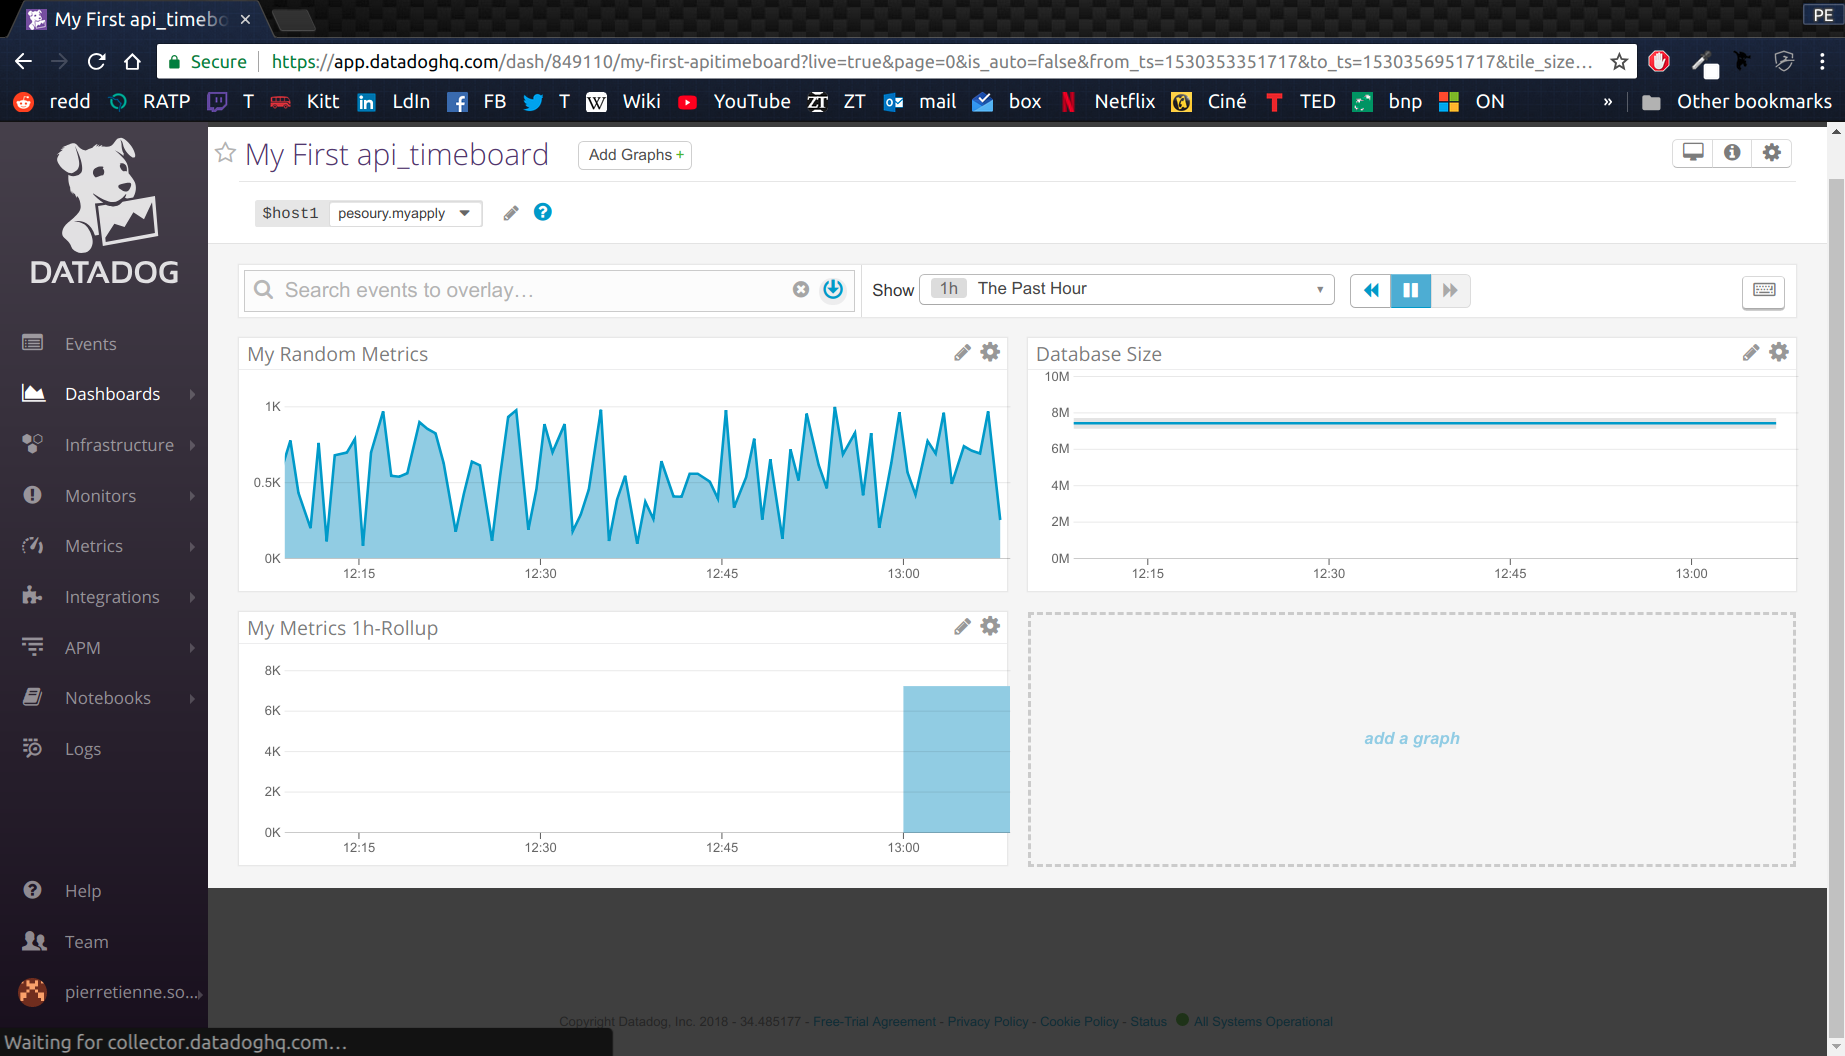 My First api_timebo
PE
Secure
https://app.datadoghq.com/dash/849110/my-first-apitimeboard?live=true&page=0&is_auto=false&from_ts=1530353351717&to_ts=1530356951717&tile_size...
redd RATP T Kitt LdIn FB T Wiki YouTube ZT mail box Netflix Ciné TED bnp ON » Other bookmarks
DATADOG
Events
Dashboards
Infrastructure
Monitors
Metrics
Integrations
APM
Notebooks
Logs
Help
Team
pierretienne.so...
My First api_timeboard
Add Graphs +
$host1 pesoury.myapply
Search events to overlay...
Show 1h The Past Hour
My Random Metrics
1K
0.5K
0K
12:15 12:30 12:45 13:00
Database Size
10M
8M
6M
4M
2M
0M
12:15 12:30 12:45 13:00
My Metrics 1h-Rollup
8K
6K
4K
2K
0K
12:15 12:30 12:45 13:00
add a graph
Copyright Datadog, Inc. 2018 - 34.485177 - Free-Trial Agreement - Privacy Policy - Cookie Policy - Status All Systems Operational
Waiting for collector.datadoghq.com...